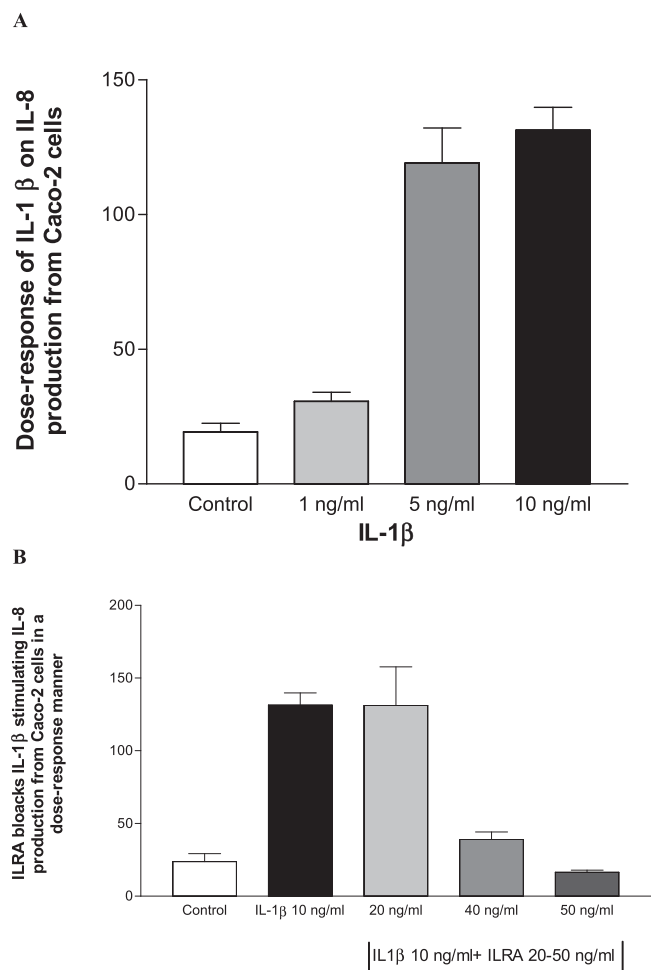 A
Dose-response of IL-1 β on IL-8
production from Caco-2 cells
150
100
50
0
Control 1 ng/ml 5 ng/ml 10 ng/ml
IL-1β
B
ILRA bloacks IL-1β stimulating IL-8
production from Caco-2 cells in a
dose-response manner
200
150
100
50
0
Control IL-1β 10 ng/ml 20 ng/ml 40 ng/ml 50 ng/ml
IL1β 10 ng/ml+ ILRA 20-50 ng/ml